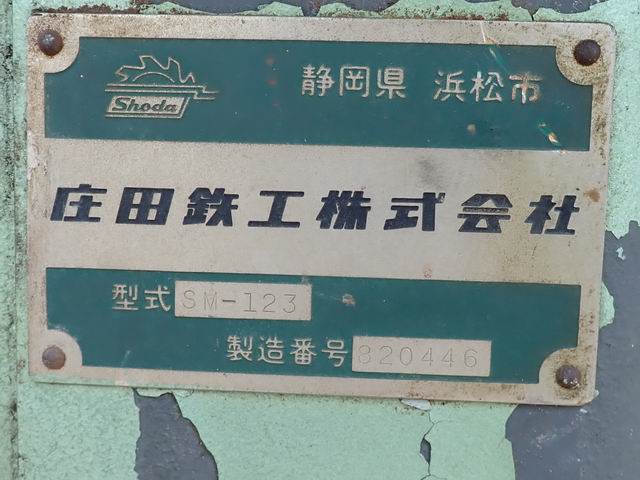 Shoda
静岡県 浜松市
庄田鉄工株式会社
型式 SM-123
製造番号 820446